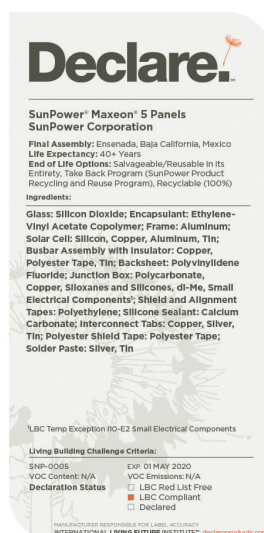 Declare.
SunPower® Maxeon® 5 Panels
SunPower Corporation
Final Assembly: Ensenada, Baja California, Mexico
Life Expectancy: 40+ Years
End of Life Options: Salvageable/Reusable in Its
Entirety, Take Back Program (SunPower Product
Recycling and Reuse Program), Recyclable (100%)
Ingredients:
Glass: Silicon Dioxide; Encapsulant: Ethylene-
Vinyl Acetate Copolymer; Frame: Aluminum;
Solar Cell: Silicon, Copper, Aluminum, Tin;
Busbar Assembly with Insulator: Copper,
Polyester Tape, Tin; Backsheet: Polyvinylidene
Fluoride; Junction Box: Polycarbonate,
Copper, Siloxanes and Silicones, di-Me, Small
Electrical Components¹; Shield and Alignment
Tapes: Polyethylene; Silicone Sealant: Calcium
Carbonate; Interconnect Tabs: Copper, Silver,
Tin; Polyester Shield Tape: Polyester Tape;
Solder Paste: Silver, Tin
¹LBC Temp Exception I10-E2 Small Electrical Components
Living Building Challenge Criteria:
SNP-0005 EXP. 01 MAY 2020
VOC Content: N/A VOC Emissions: N/A
Declaration Status LBC Red List Free
LBC Compliant
Declared
MANUFACTURER RESPONSIBLE FOR LABEL ACCURACY
INTERNATIONAL LIVING FUTURE INSTITUTE™ declareproducts.com